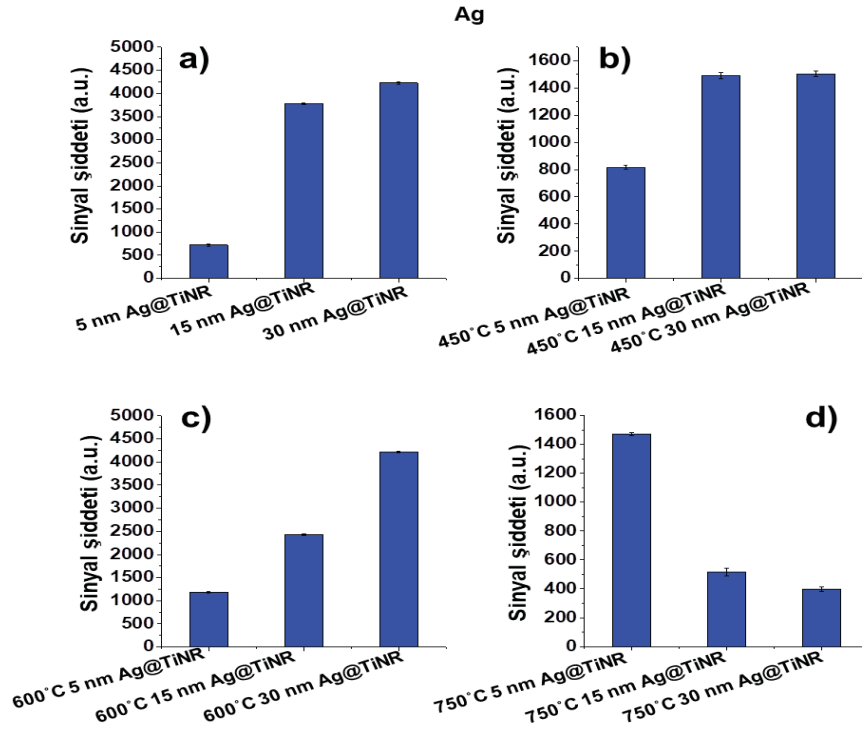 Ag
a)
Sinyal şiddeti (a.u.)
5000
4500
4000
3500
3000
2500
2000
1500
1000
500
0
5 nm Ag@TiNR
15 nm Ag@TiNR
30 nm Ag@TiNR
b)
Sinyal şiddeti (a.u.)
1600
1400
1200
1000
800
600
400
200
0
450°C 5 nm Ag@TiNR
450°C 15 nm Ag@TiNR
450°C 30 nm Ag@TiNR
c)
Sinyal şiddeti (a.u.)
5000
4500
4000
3500
3000
2500
2000
1500
1000
500
0
600°C 5 nm Ag@TiNR
600°C 15 nm Ag@TiNR
600°C 30 nm Ag@TiNR
d)
Sinyal şiddeti (a.u.)
1600
1400
1200
1000
800
600
400
200
0
750°C 5 nm Ag@TiNR
750°C 15 nm Ag@TiNR
750°C 30 nm Ag@TiNR